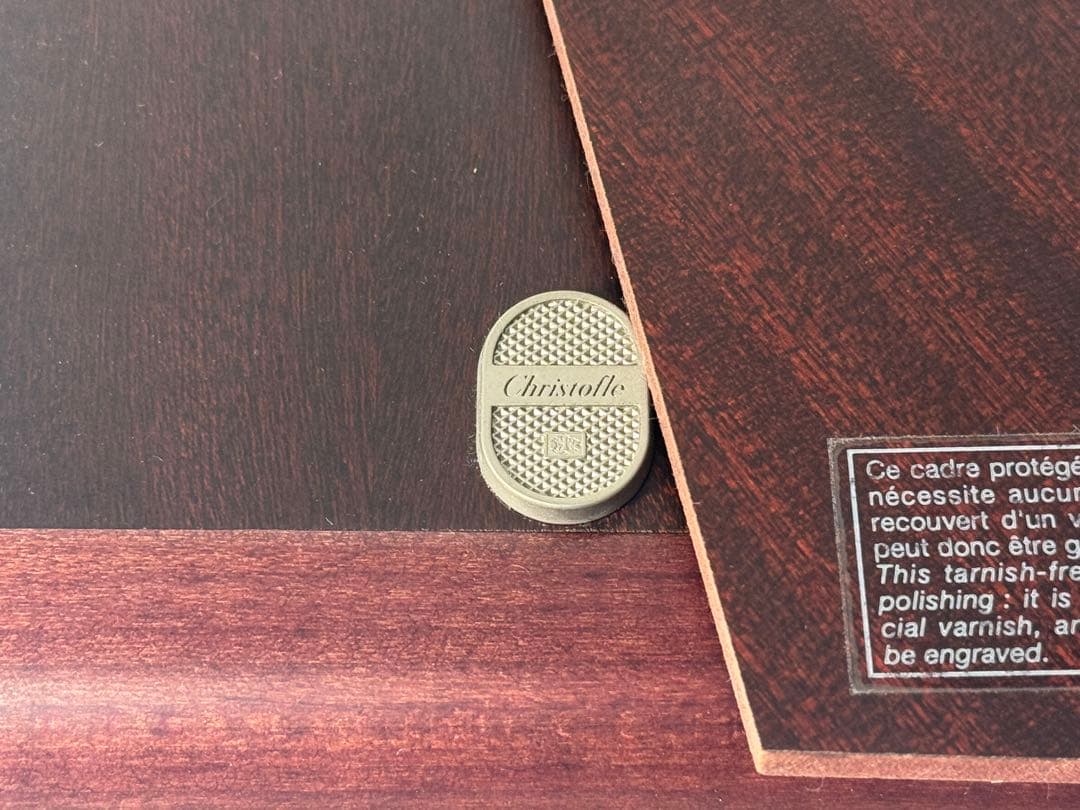 Christofle
Ce cadre protégé
nécessite aucun
recouvert d'un v
peut donc être g
This tarnish-fre
polishing : it is
cial varnish, an
be engraved.